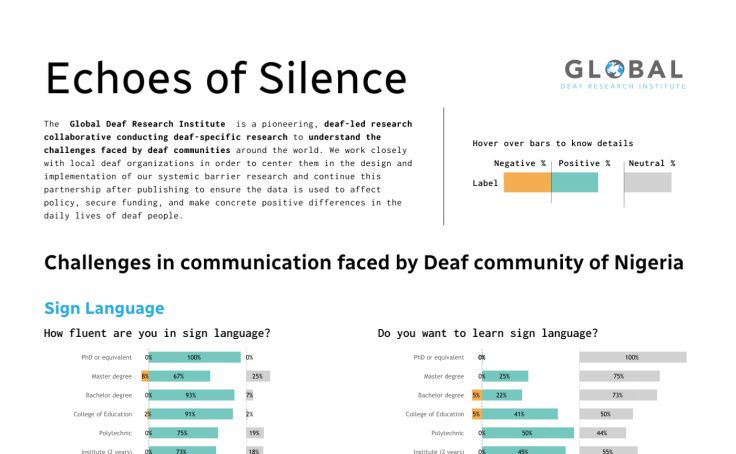 Echoes of Silence
GLOBAL
DEAF RESEARCH INSTITUTE
The Global Deaf Research Institute is a pioneering, deaf-led research
collaborative conducting deaf-specific research to understand the
challenges faced by deaf communities around the world. We work closely
with local deaf organizations in order to center them in the design and
implementation of our systemic barrier research and continue this
partnership after publishing to ensure the data is used to affect
policy, secure funding, and make concrete positive differences in the
daily lives of deaf people.
Hover over bars to know details
Negative % Positive % Neutral %
Label
Challenges in communication faced by Deaf community of Nigeria
Sign Language
How fluent are you in sign language?
PhD or equivalent 0% 100% 0%
Master degree 8% 67% 25%
Bachelor degree 0% 93% 7%
College of Education 2% 91% 2%
Polytechnic 0% 75% 19%
Institute (2 years) 0% 73% 18%
Do you want to learn sign language?
PhD or equivalent 0% 100%
Master degree 0% 25% 75%
Bachelor degree 5% 22% 73%
College of Education 5% 41% 50%
Polytechnic 0% 50% 44%
Institute (2 years) 0% 45% 55%